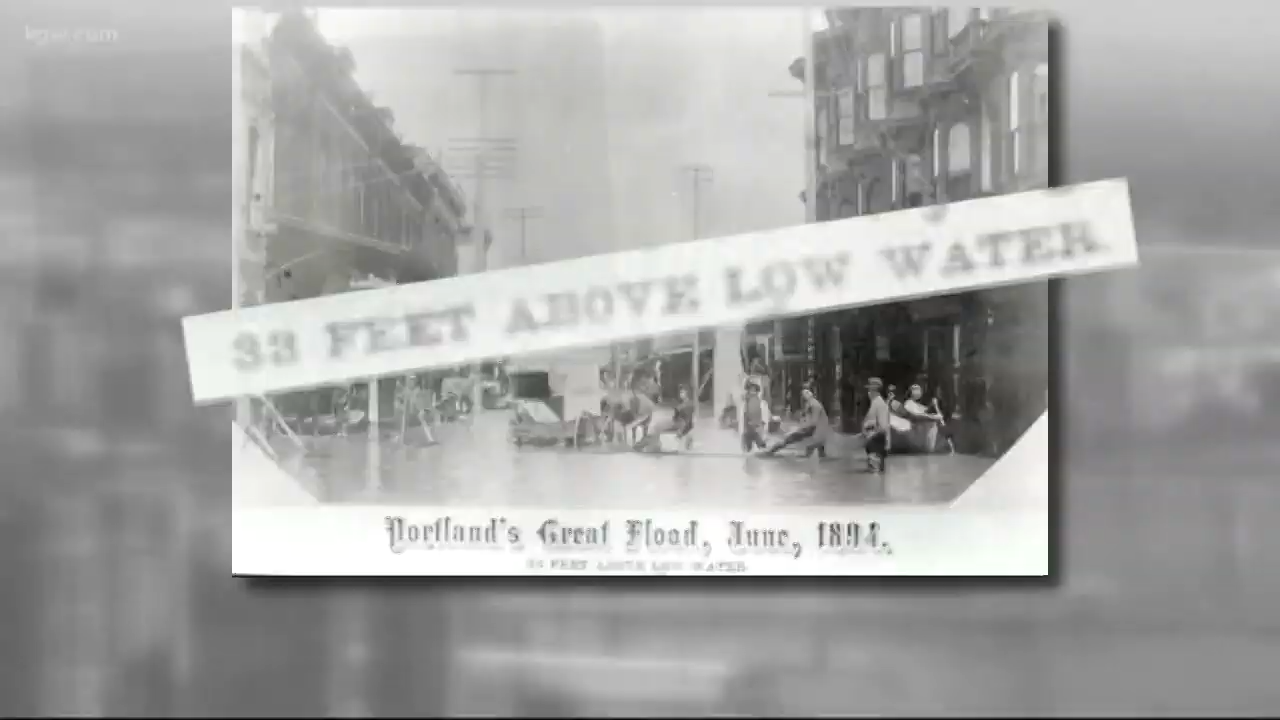 kgw.com
33 FEET ABOVE LOW WATER
Portland's Great Flood, June, 1894.
33 FEET ABOVE LOW WATER